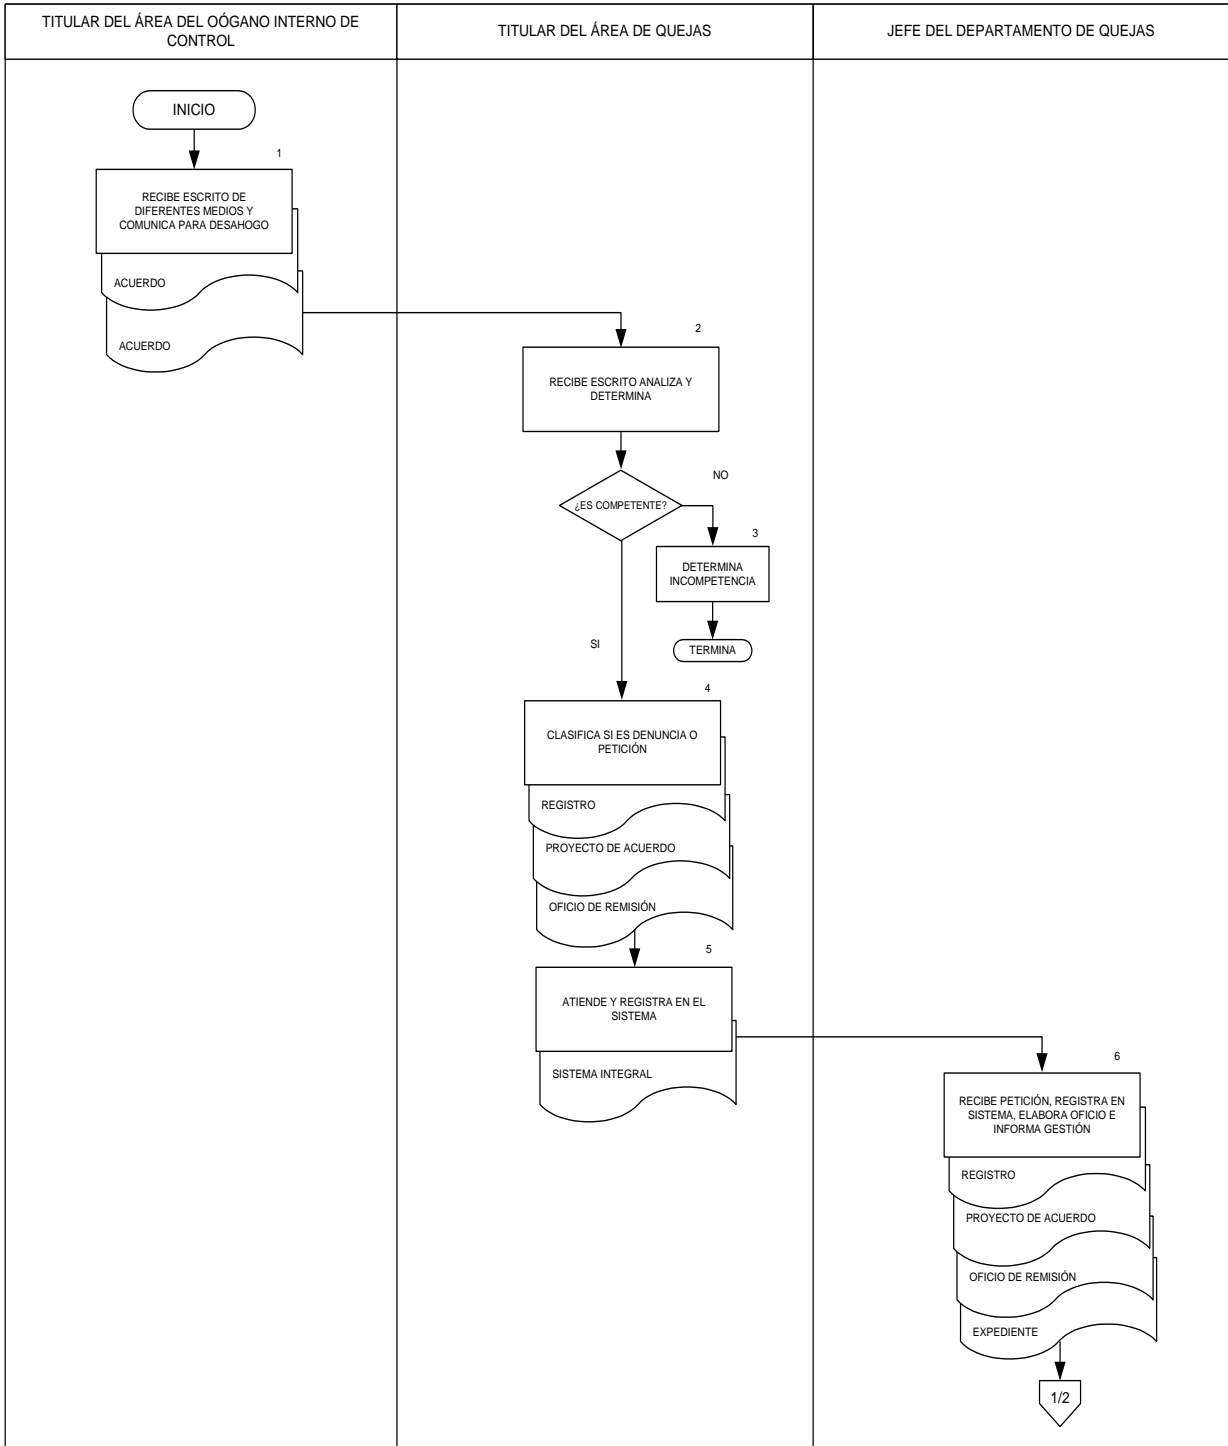 TITULAR DEL ÁREA DEL OÓGANO INTERNO DE
CONTROL
TITULAR DEL ÁREA DE QUEJAS
JEFE DEL DEPARTAMENTO DE QUEJAS
INICIO
1
RECIBE ESCRITO DE
DIFERENTES MEDIOS Y
COMUNICA PARA DESAHOGO
ACUERDO
ACUERDO
2
RECIBE ESCRITO ANALIZA Y
DETERMINA
¿ES COMPETENTE?
NO
3
DETERMINA
INCOMPETENCIA
TERMINA
SI
4
CLASIFICA SI ES DENUNCIA O
PETICIÓN
REGISTRO
PROYECTO DE ACUERDO
OFICIO DE REMISIÓN
5
ATIENDE Y REGISTRA EN EL
SISTEMA
SISTEMA INTEGRAL
6
RECIBE PETICIÓN, REGISTRA EN
SISTEMA, ELABORA OFICIO E
INFORMA GESTIÓN
REGISTRO
PROYECTO DE ACUERDO
OFICIO DE REMISIÓN
EXPEDIENTE
1/2